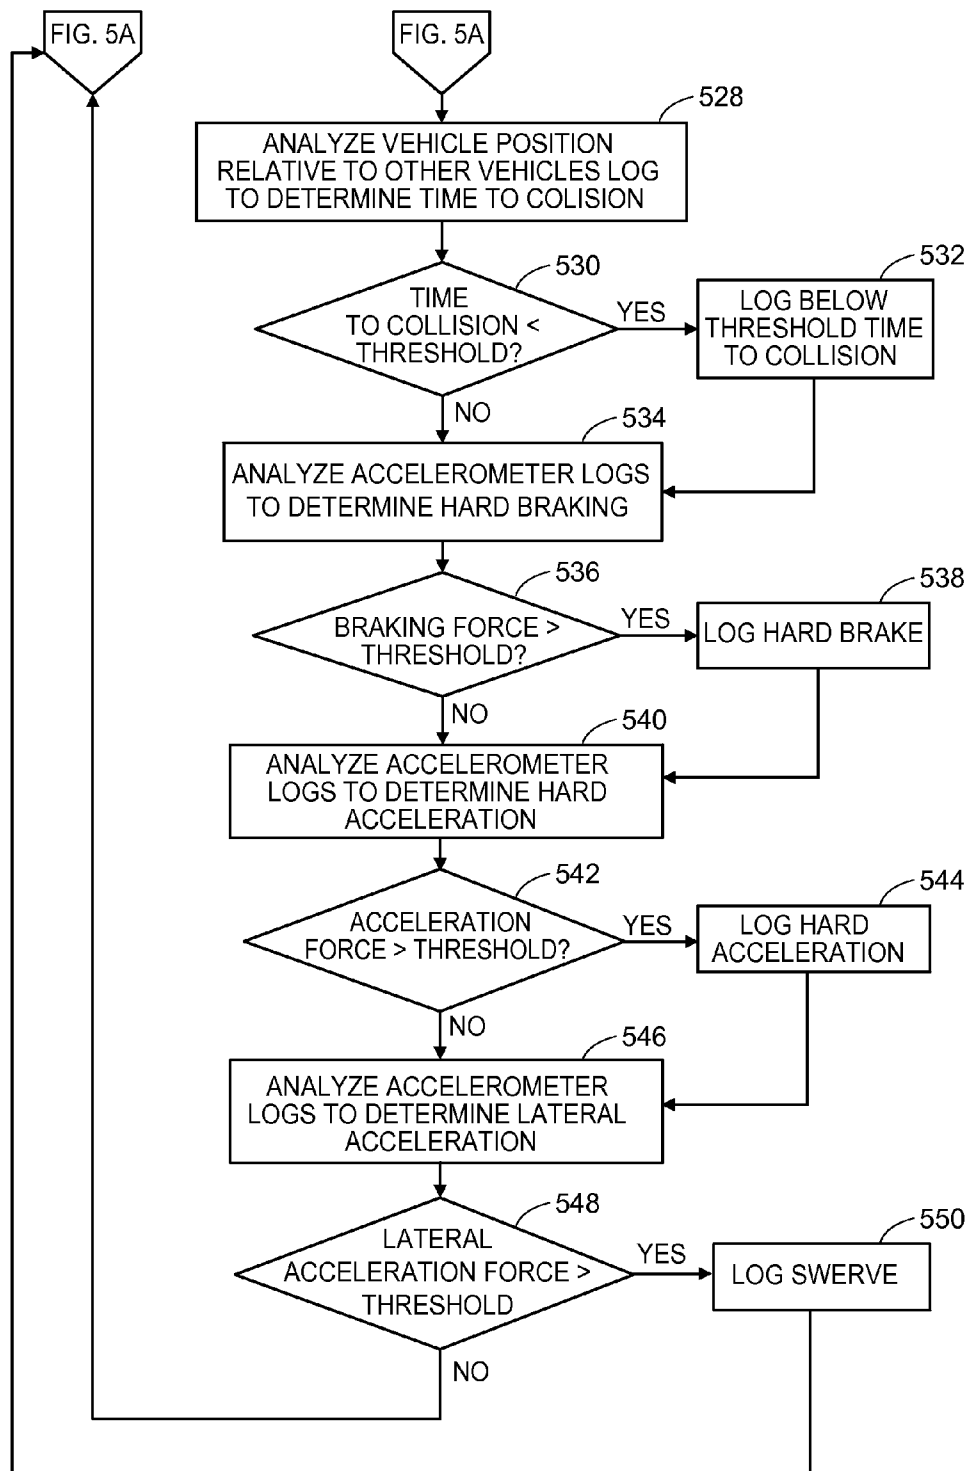 FIG. 5A
FIG. 5A
528
ANALYZE VEHICLE POSITION
RELATIVE TO OTHER VEHICLES LOG
TO DETERMINE TIME TO COLISION
530
TIME
TO COLLISION <
THRESHOLD?
YES
532
LOG BELOW
THRESHOLD TIME
TO COLLISION
NO
534
ANALYZE ACCELEROMETER LOGS
TO DETERMINE HARD BRAKING
536
BRAKING FORCE >
THRESHOLD?
YES
538
LOG HARD BRAKE
NO
540
ANALYZE ACCELEROMETER
LOGS TO DETERMINE HARD
ACCELERATION
542
ACCELERATION
FORCE > THRESHOLD?
YES
544
LOG HARD
ACCELERATION
NO
546
ANALYZE ACCELEROMETER
LOGS TO DETERMINE LATERAL
ACCELERATION
548
LATERAL
ACCELERATION FORCE >
THRESHOLD
YES
550
LOG SWERVE
NO